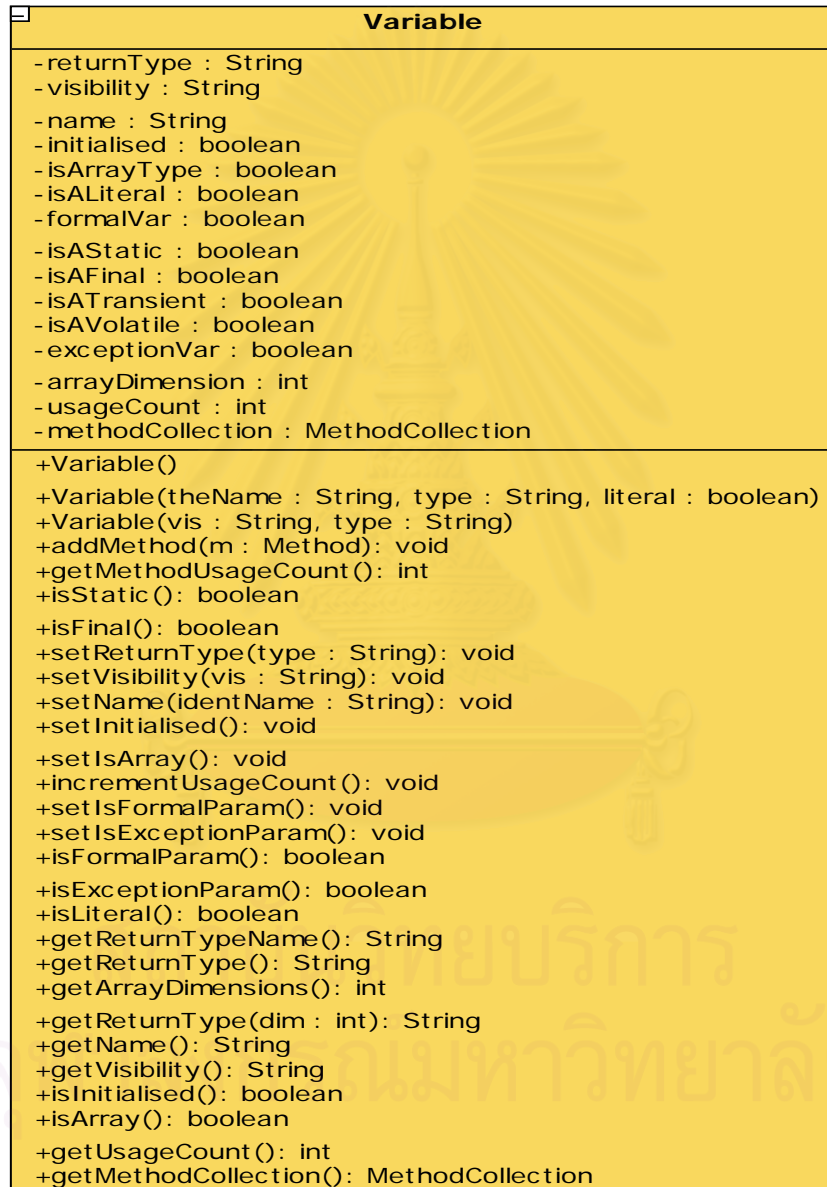 Variable
-returnType : String
-visibility : String
-name : String
-initialised : boolean
-isArrayType : boolean
-isALiteral : boolean
-formalVar : boolean
-isAStatic : boolean
-isAFinal : boolean
-isATransient : boolean
-isAVolatile : boolean
-exceptionVar : boolean
-arrayDimension : int
-usageCount : int
-methodCollection : MethodCollection
+Variable()
+Variable(theName : String, type : String, literal : boolean)
+Variable(vis : String, type : String)
+addMethod(m : Method): void
+getMethodUsageCount(): int
+isStatic(): boolean
+isFinal(): boolean
+setReturnType(type : String): void
+setVisibility(vis : String): void
+setName(identName : String): void
+setInitialised(): void
+setIsArray(): void
+incrementUsageCount(): void
+setIsFormalParam(): void
+setIsExceptionParam(): void
+isFormalParam(): boolean
+isExceptionParam(): boolean
+isLiteral(): boolean
+getReturnTypeName(): String
+getReturnType(): String
+getArrayDimensions(): int
+getReturnType(dim : int): String
+getName(): String
+getVisibility(): String
+isInitialised(): boolean
+isArray(): boolean
+getUsageCount(): int
+getMethodCollection(): MethodCollection